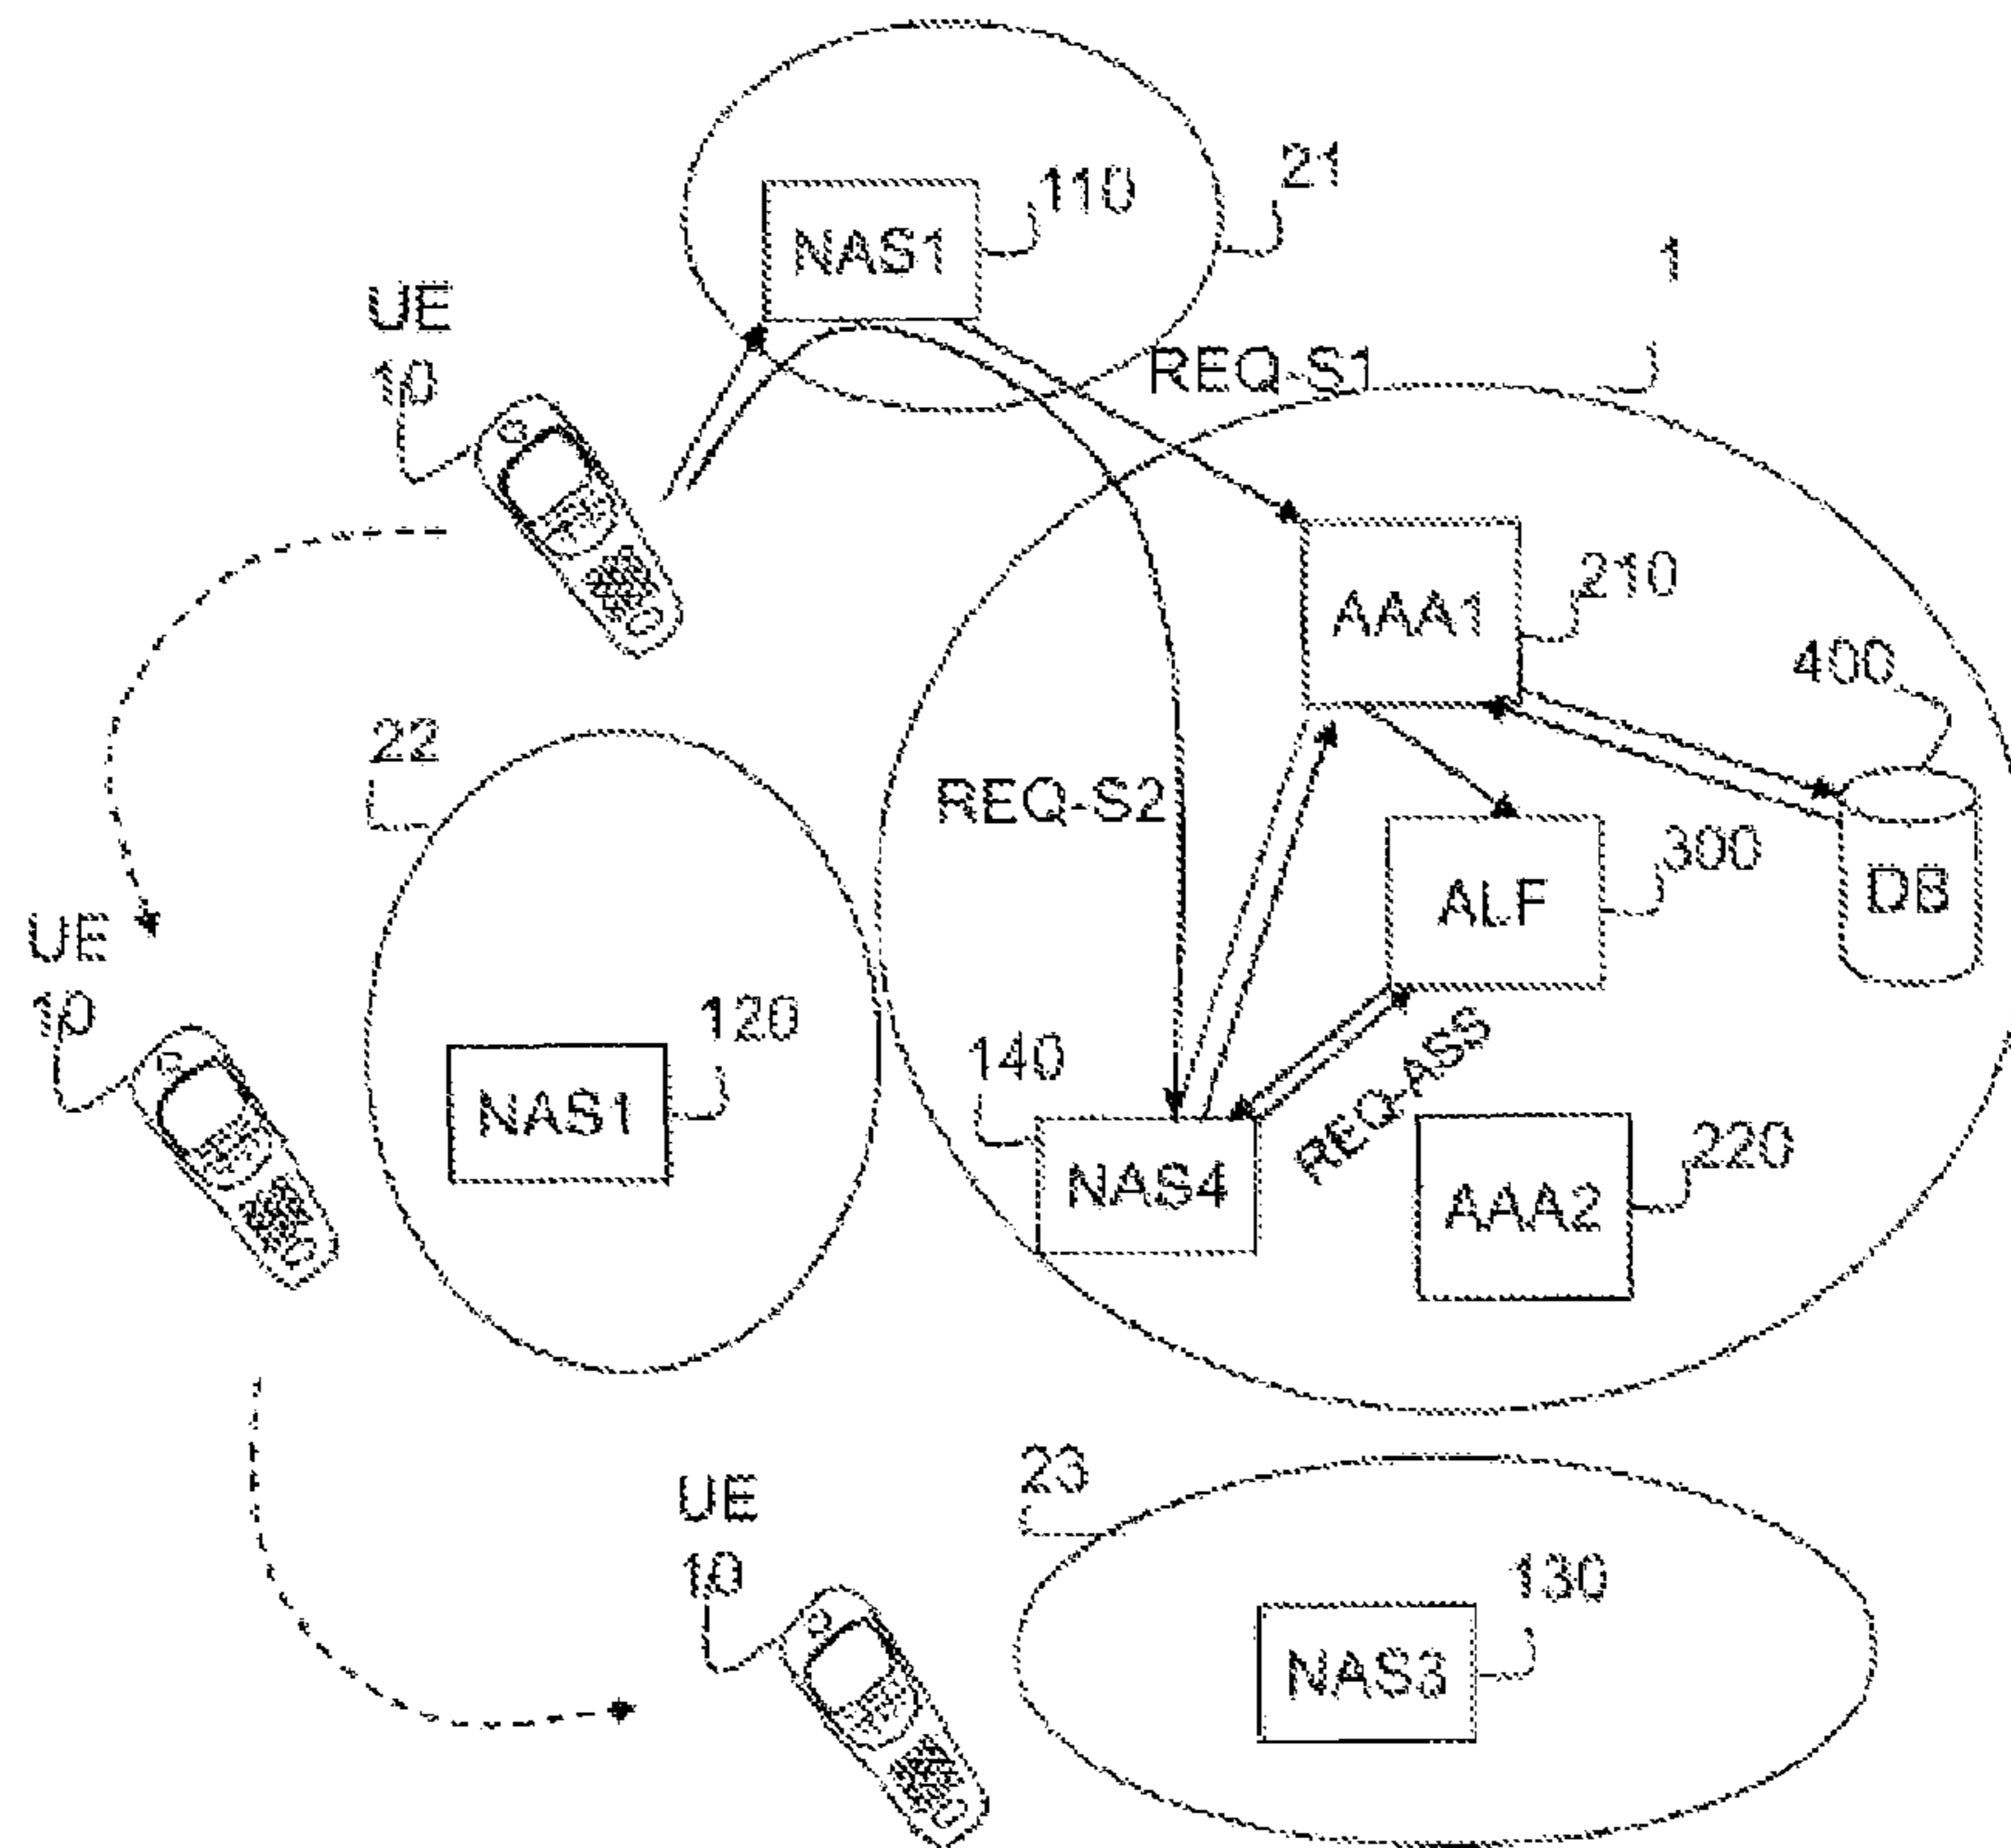 21
110
NAS1
1
UE
10
REQ-S1
210
AAA1
400
22
REQ-S2
300
ALF
DB
UE
10
120
140
REQ-ASS
NAS1
NAS4
220
AAA2
23
UE
10
130
NAS3